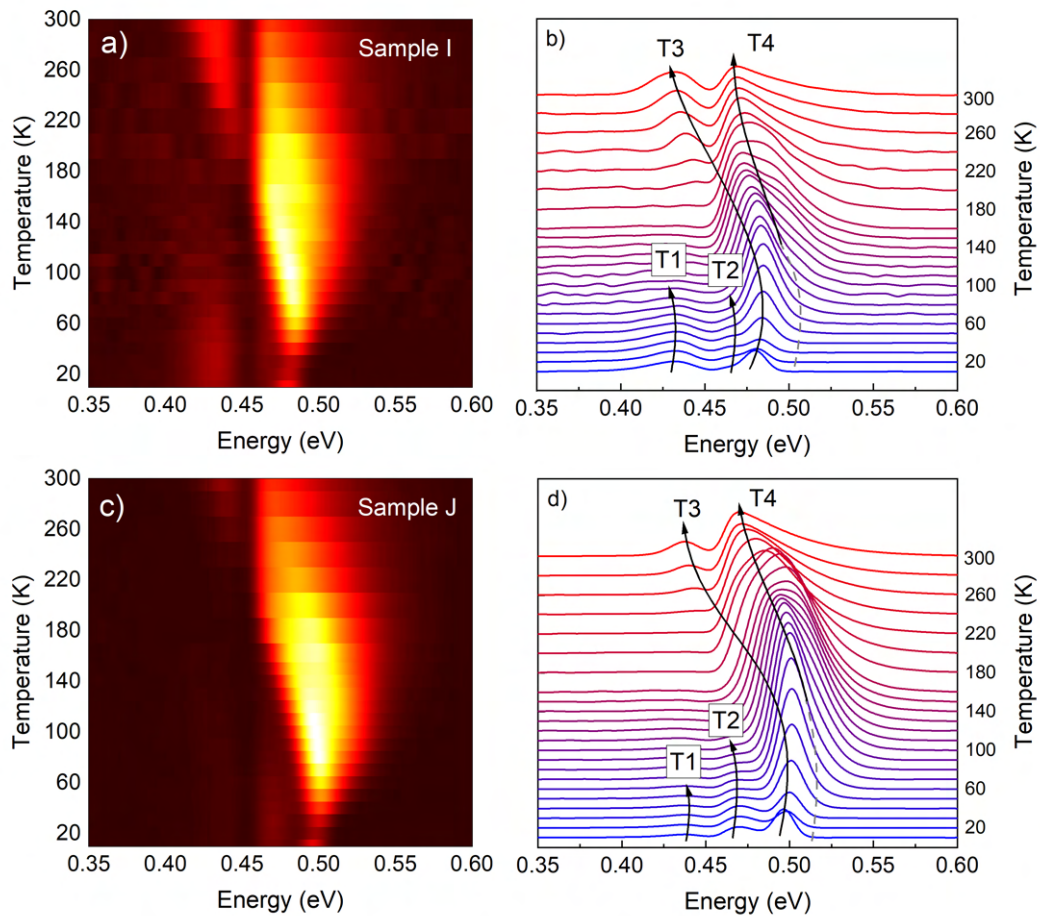 a)
Sample I
300
260
220
180
140
100
60
20
Temperature (K)
0.35 0.40 0.45 0.50 0.55 0.60
Energy (eV)
b)
T3
T4
T1
T2
300
260
220
180
140
100
60
20
Temperature (K)
0.35 0.40 0.45 0.50 0.55 0.60
Energy (eV)
c)
Sample J
300
260
220
180
140
100
60
20
Temperature (K)
0.35 0.40 0.45 0.50 0.55 0.60
Energy (eV)
d)
T3
T4
T2
T1
300
260
220
180
140
100
60
20
Temperature (K)
0.35 0.40 0.45 0.50 0.55 0.60
Energy (eV)